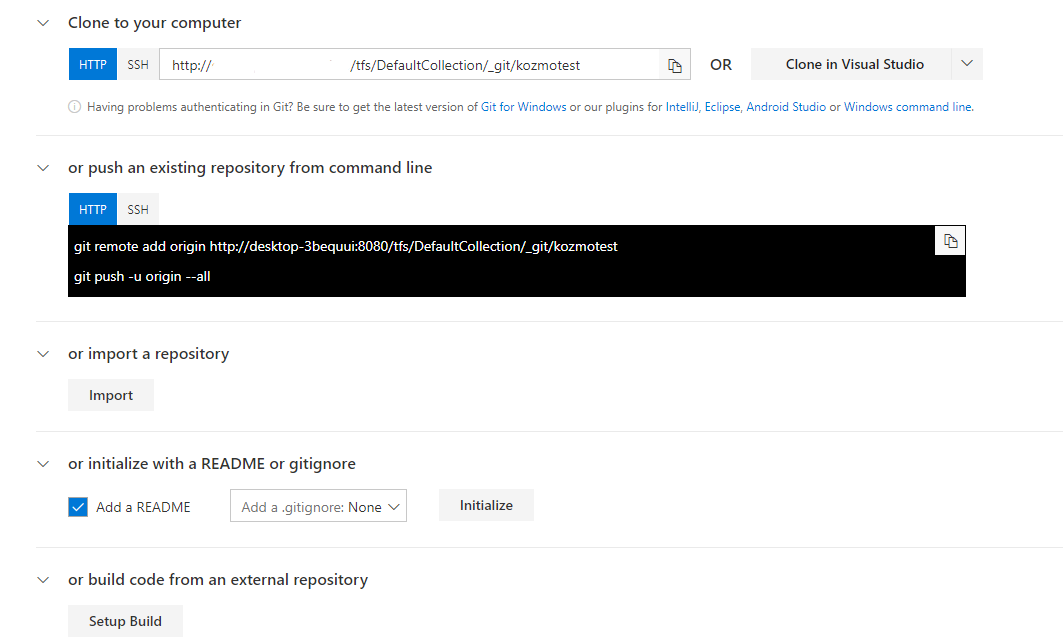 Clone to your computer
HTTP SSH http:// /tfs/DefaultCollection/_git/kozmotest OR Clone in Visual Studio
Having problems authenticating in Git? Be sure to get the latest version of Git for Windows or our plugins for IntelliJ, Eclipse, Android Studio or Windows command line.
or push an existing repository from command line
HTTP SSH
git remote add origin http://desktop-3bequui:8080/tfs/DefaultCollection/_git/kozmotest
git push -u origin --all
or import a repository
Import
or initialize with a README or gitignore
Add a README Add a .gitignore: None Initialize
or build code from an external repository
Setup Build